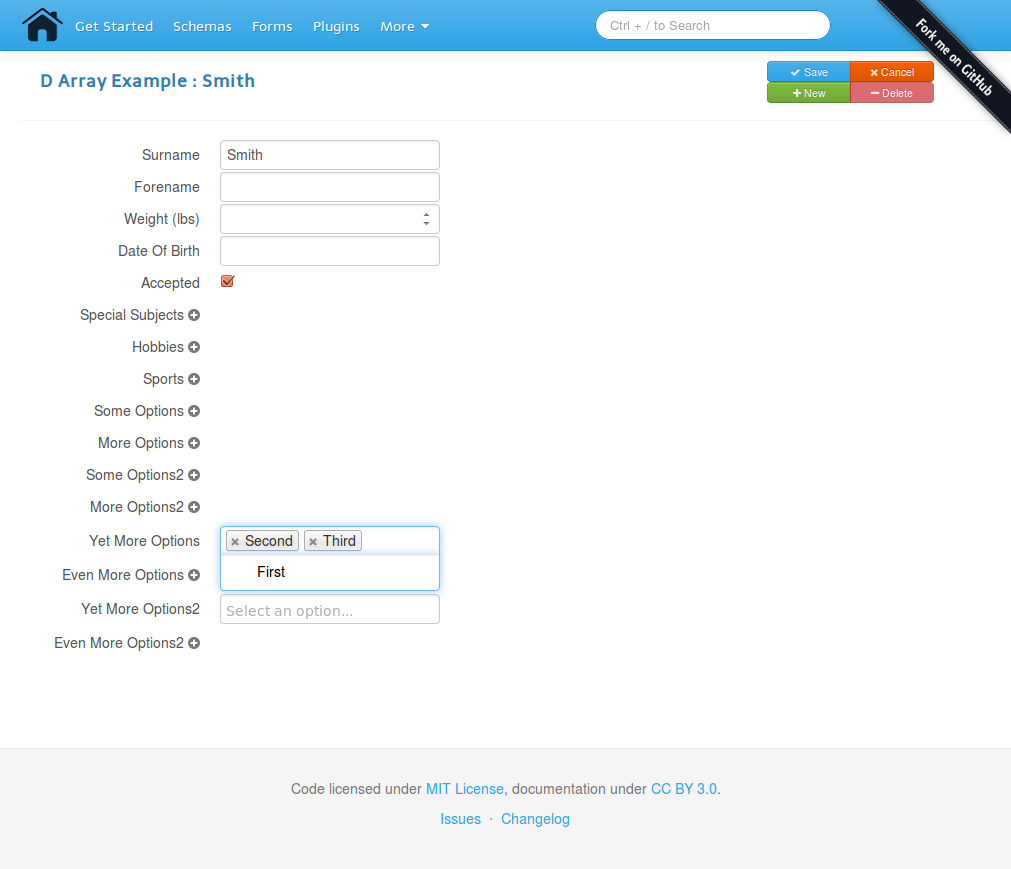 Get Started Schemas Forms Plugins More Ctrl + / to Search
Fork me on GitHub
D Array Example : Smith
Save Cancel
New Delete
Surname Smith
Forename
Weight (lbs)
Date Of Birth
Accepted
Special Subjects
Hobbies
Sports
Some Options
More Options
Some Options2
More Options2
Yet More Options Second Third
First
Even More Options
Yet More Options2 Select an option...
Even More Options2
Code licensed under MIT License, documentation under CC BY 3.0.
Issues · Changelog